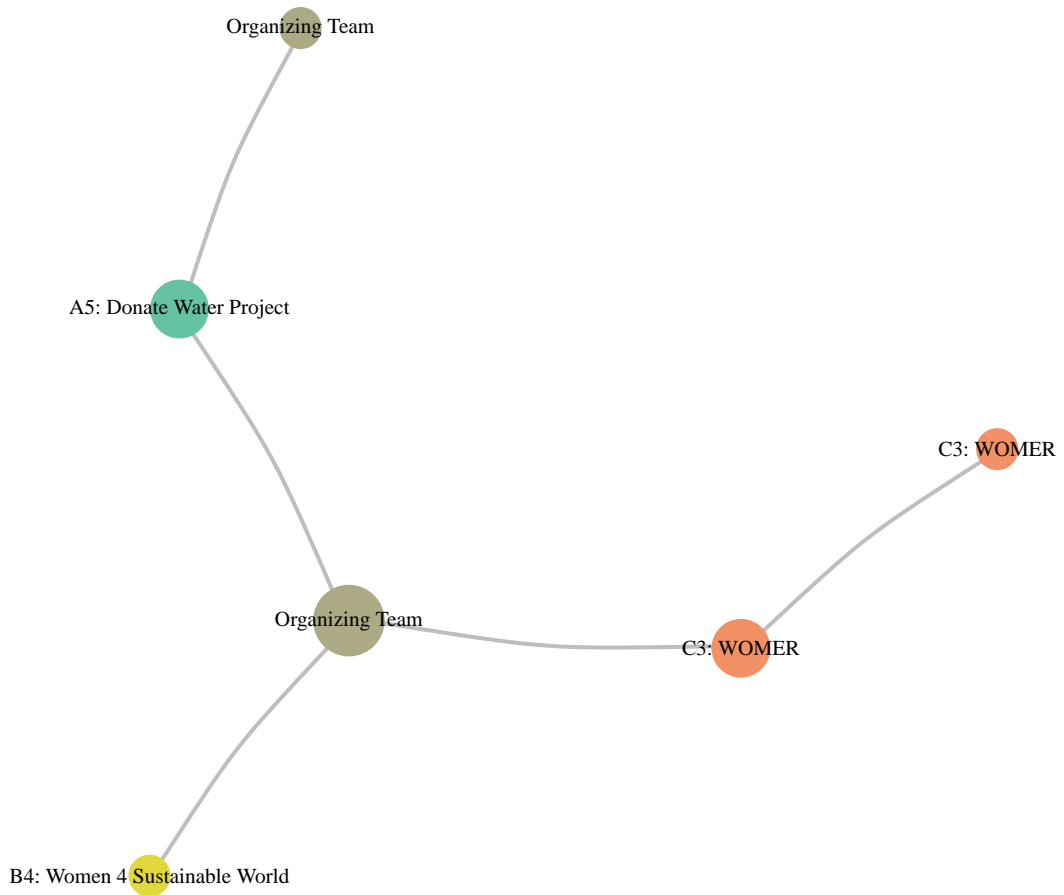 Organizing Team
A5: Donate Water Project
C3: WOMER
Organizing Team
C3: WOMER
B4: Women 4 Sustainable World